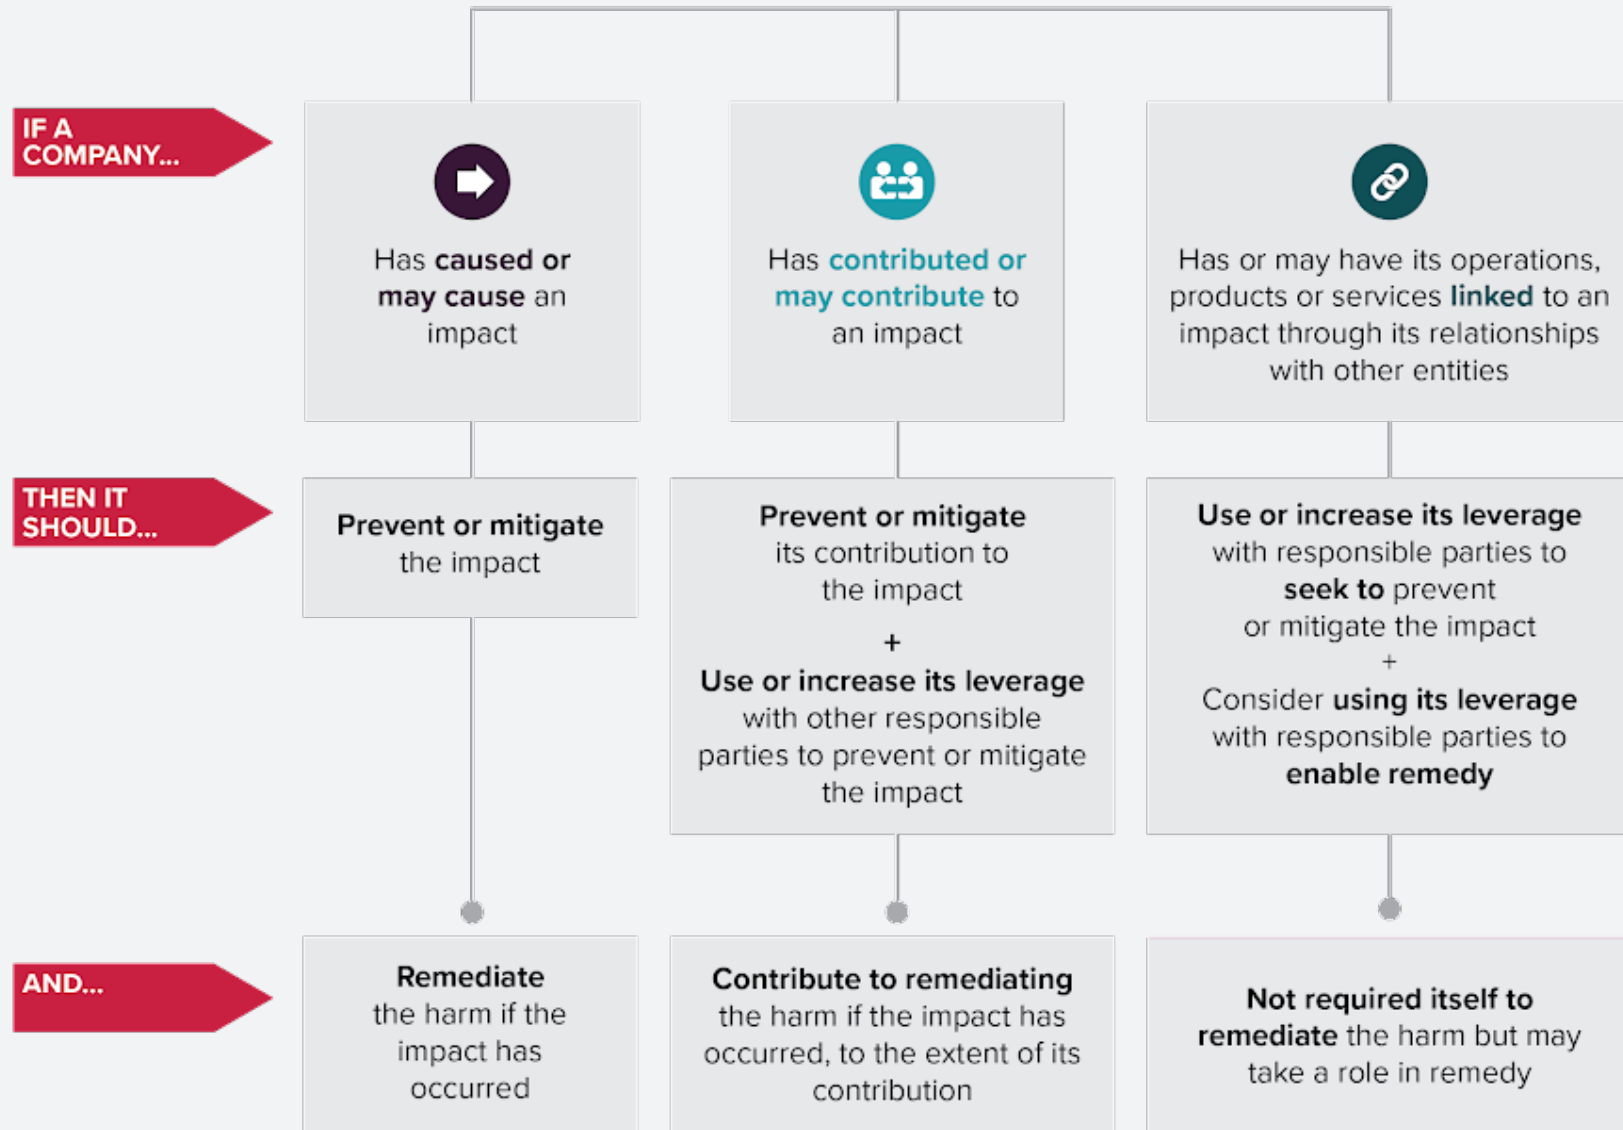 IF A
COMPANY...
Has caused or
may cause an
impact
Has contributed or
may contribute to
an impact
Has or may have its operations,
products or services linked to an
impact through its relationships
with other entities
THEN IT
SHOULD...
Prevent or mitigate
the impact
Prevent or mitigate
its contribution to
the impact
+
Use or increase its leverage
with other responsible
parties to prevent or mitigate
the impact
Use or increase its leverage
with responsible parties to
seek to prevent
or mitigate the impact
+
Consider using its leverage
with responsible parties to
enable remedy
AND...
Remediate
the harm if the
impact has
occurred
Contribute to remediating
the harm if the impact has
occurred, to the extent of its
contribution
Not required itself to
remediate the harm but may
take a role in remedy